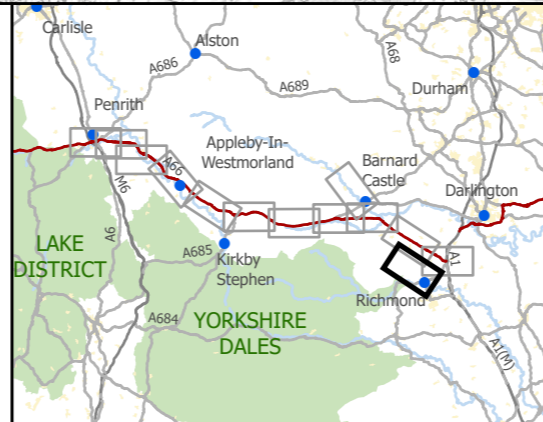 Carlisle
Alston
A686
A689
A68
Durham
Penrith
Appleby-In-
Westmorland
A66
Barnard
Castle
Darlington
M6
A6
LAKE
DISTRICT
A685
Kirkby
Stephen
A1
Richmond
A684
YORKSHIRE
DALES
A1(M)